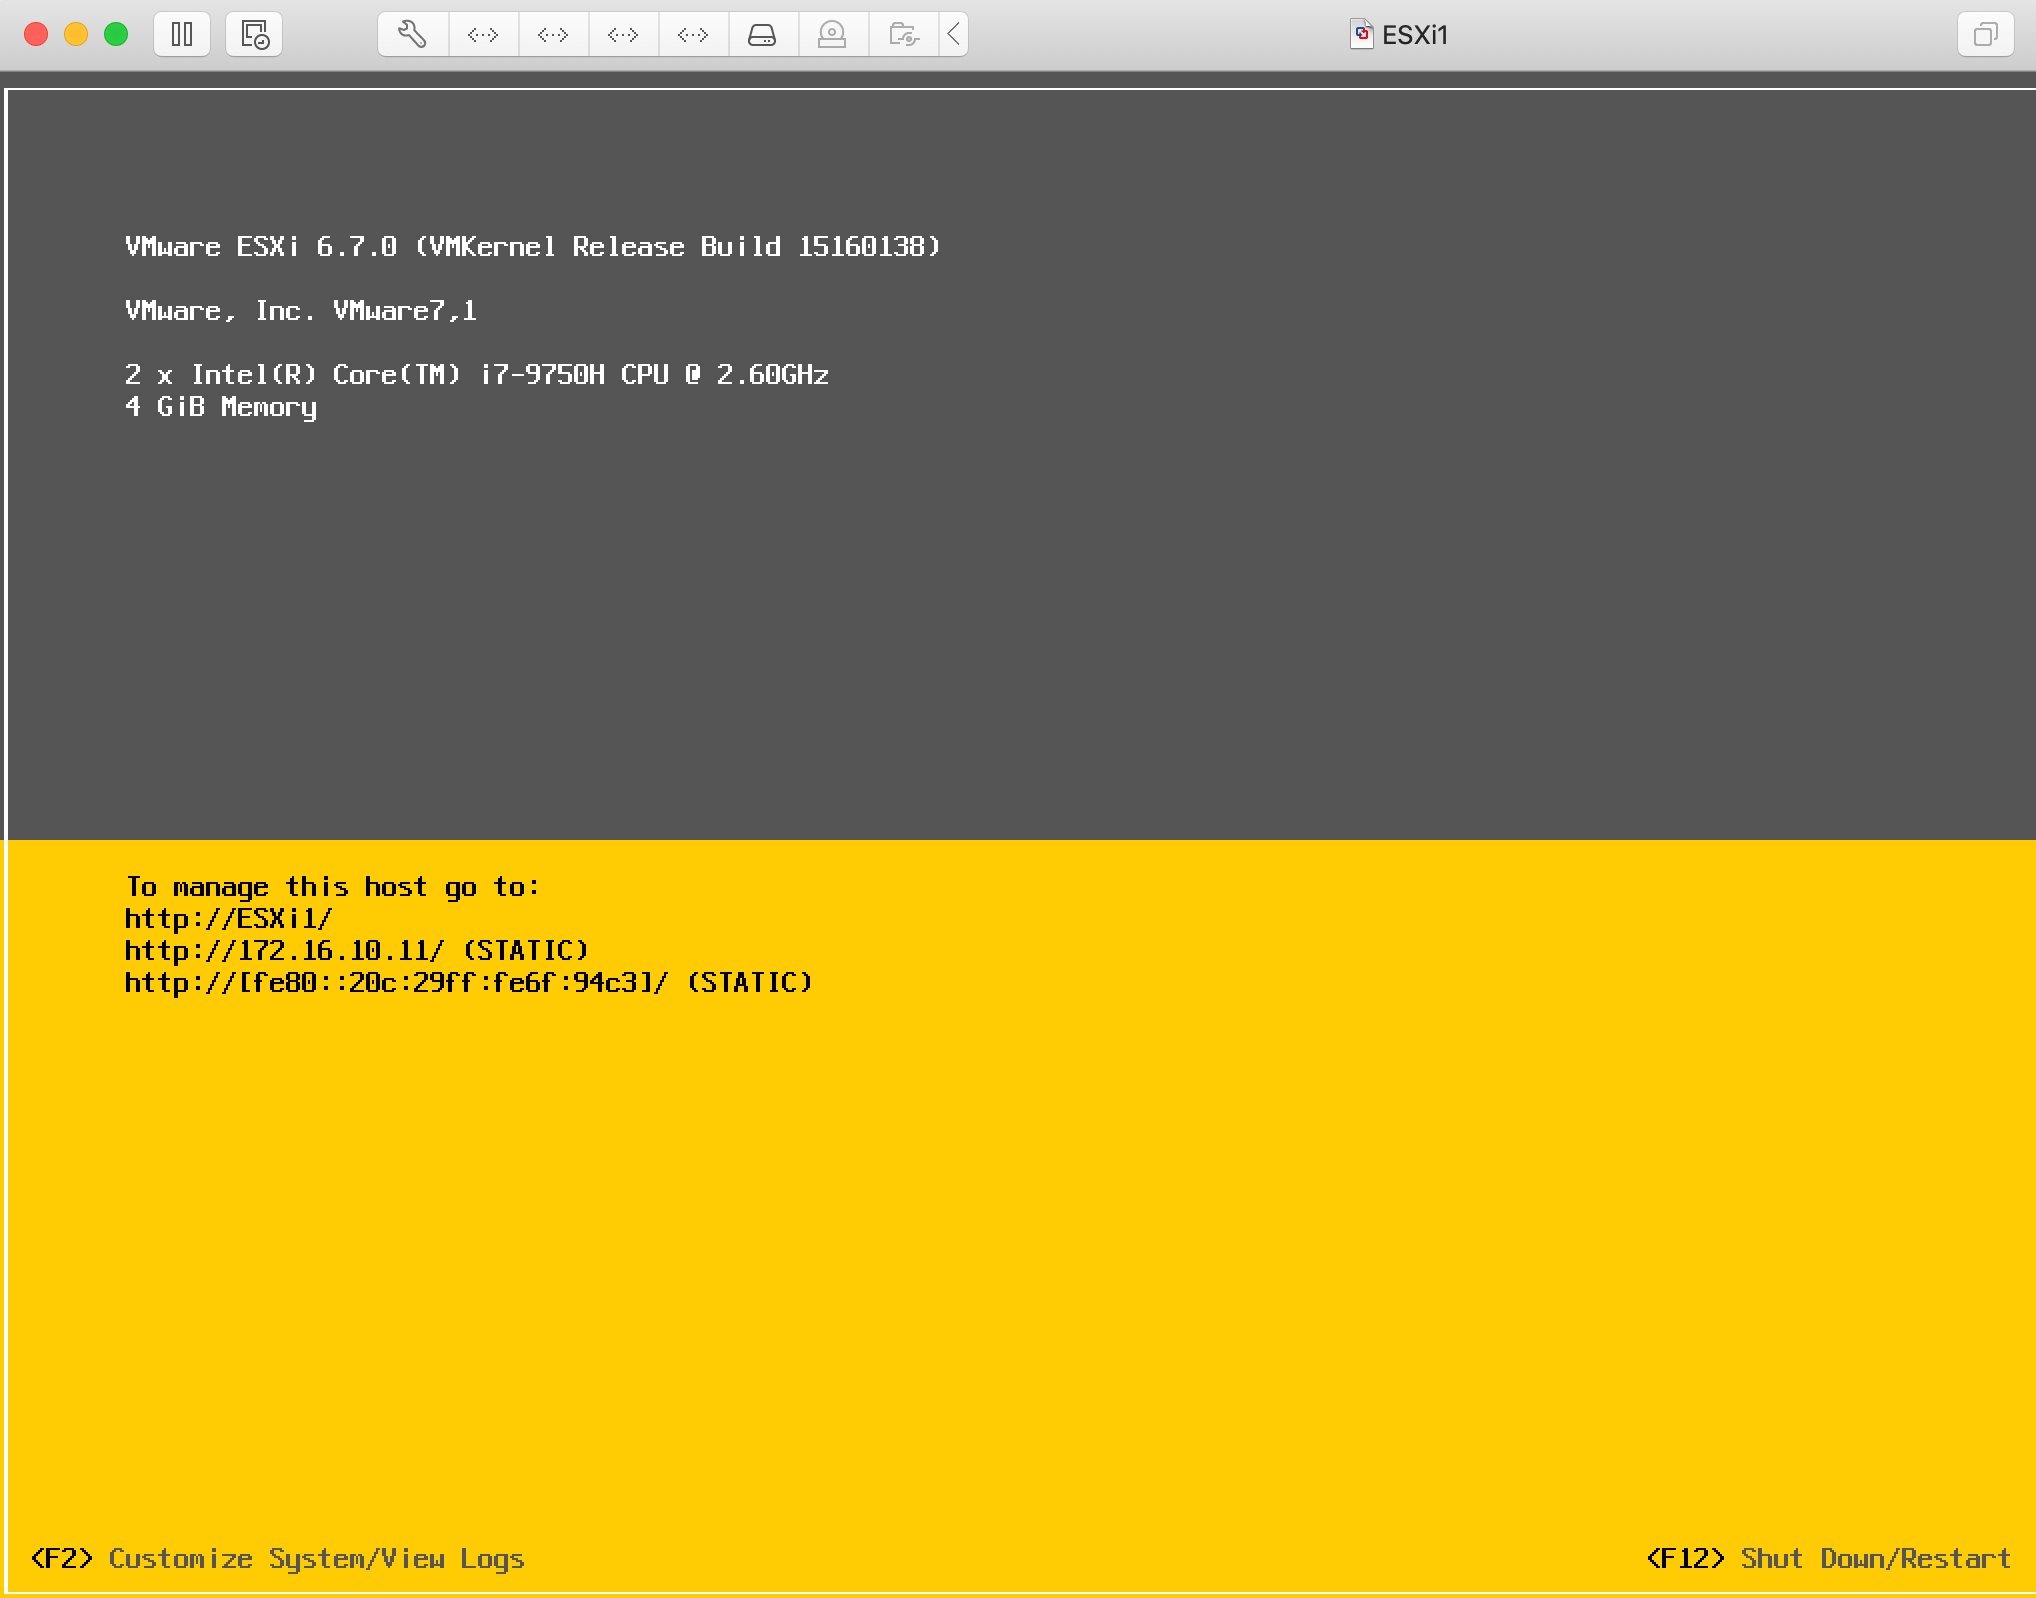 ESXi1
VMware ESXi 6.7.0 (VMKernel Release Build 15160138)
VMware, Inc. VMware7,1
2 x Intel(R) Core(TM) i7-9750H CPU @ 2.60GHz
4 GiB Memory
To manage this host go to:
http://ESXi1/
http://172.16.10.11/ (STATIC)
http://[fe80::20c:29ff:fe6f:94c3]/ (STATIC)
<F2> Customize System/View Logs
<F12> Shut Down/Restart